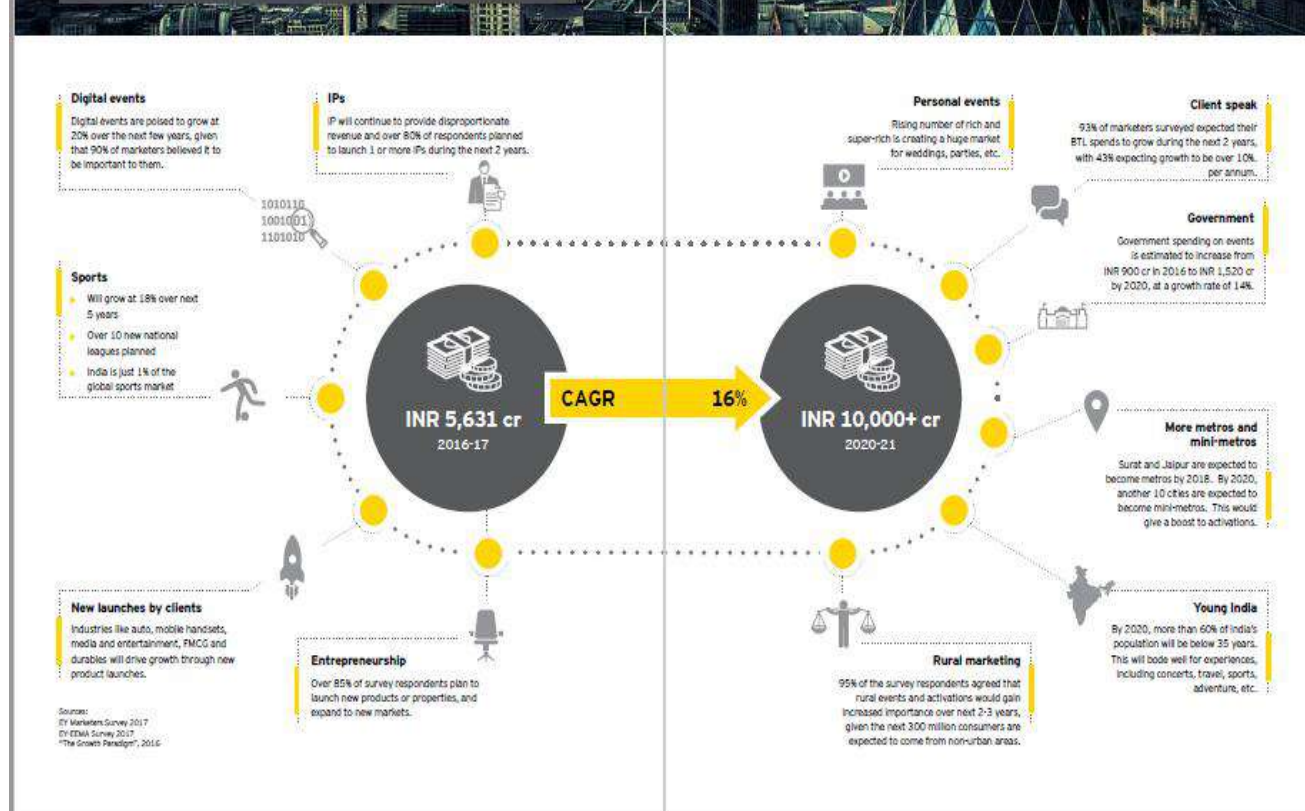 Digital events
Digital events are poised to grow at
20% over the next few years, given
that 90% of marketers believed it to
be important to them.
IPs
IP will continue to provide disproportionate
revenue and over 80% of respondents planned
to launch 1 or more IPs during the next 2 years.
Personal events
Rising number of rich and
super-rich is creating a huge market
for weddings, parties, etc.
Client speak
93% of marketers surveyed expected their
BTL spends to grow during the next 2 years,
with 43% expecting growth to be over 10%
per annum.
1010110
1001001
1101010
Government
Government spending on events
is estimated to increase from
INR 900 cr in 2016 to INR 1,520 cr
by 2020, at a growth rate of 14%.
Sports
Will grow at 18% over next
5 years
Over 10 new national
leagues planned
India is just 1% of the
global sports market
INR 5,631 cr
2016-17
CAGR 16%
INR 10,000+ cr
2020-21
More metros and
mini-metros
Surat and Jaipur are expected to
become metros by 2018. By 2020,
another 10 cities are expected to
become mini-metros. This would
give a boost to activations.
New launches by clients
Industries like auto, mobile handsets,
media and entertainment, FMCG and
durables will drive growth through new
product launches.
Entrepreneurship
Over 85% of survey respondents plan to
launch new products or properties, and
expand to new markets.
Rural marketing
95% of the survey respondents agreed that
rural events and activations would gain
increased importance over next 2-3 years,
given the next 300 million consumers are
expected to come from non-urban areas.
Young India
By 2020, more than 60% of India's
population will be below 35 years.
This will bode well for experiences,
including concerts, travel, sports,
adventure, etc.
Sources:
EY Marketers Survey 2017
EY-EEMA Survey 2017
"The Growth Paradigm", 2016